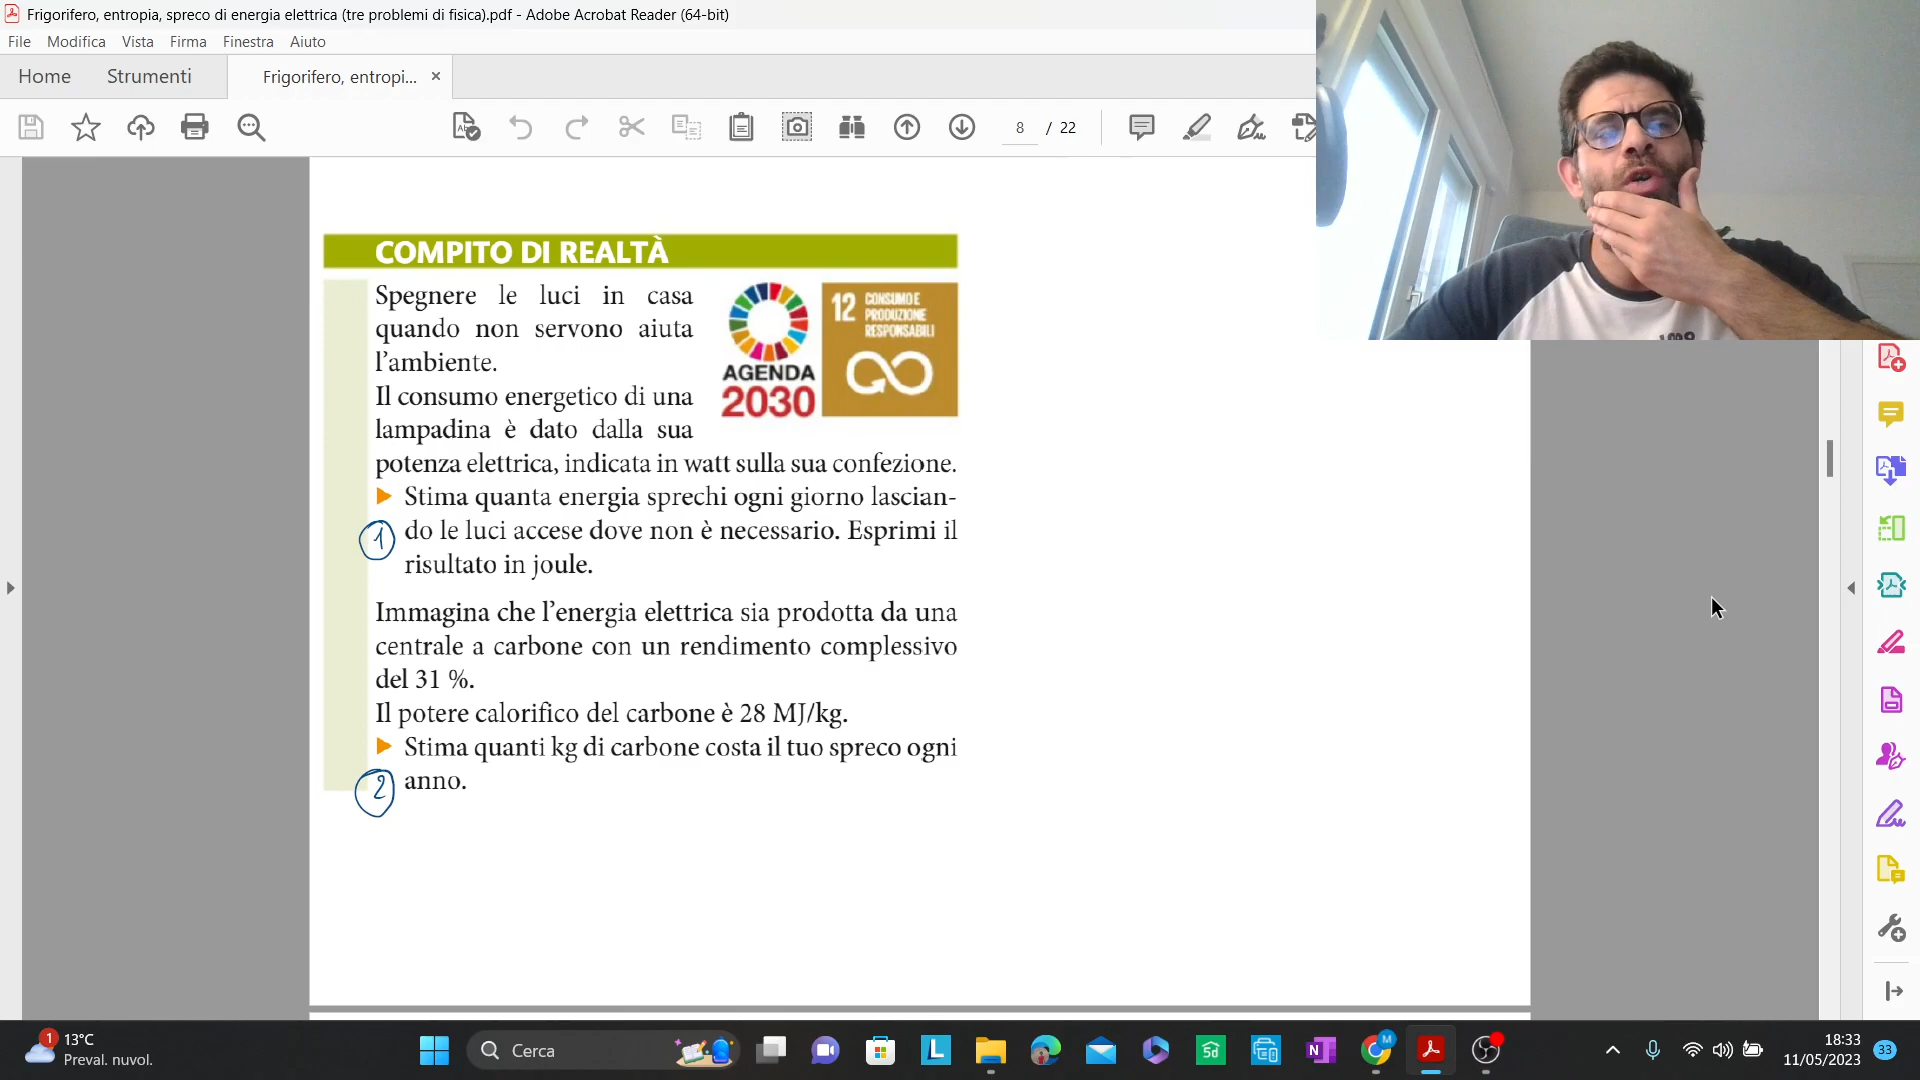 Frigorifero, entropia, spreco di energia elettrica (tre problemi di fisica).pdf - Adobe Acrobat Reader (64-bit)
File Modifica Vista Firma Finestra Aiuto
Home Strumenti Frigorifero, entropi... ×
8 / 22
COMPITO DI REALTÀ
Spegnere le luci in casa
quando non servono aiuta
l'ambiente.
Il consumo energetico di una
lampadina è dato dalla sua
potenza elettrica, indicata in watt sulla sua confezione.
12 CONSUMO E
PRODUZIONE
RESPONSABILI
AGENDA
2030
Stima quanta energia sprechi ogni giorno lascian-
do le luci accese dove non è necessario. Esprimi il
risultato in joule.
1
Immagina che l'energia elettrica sia prodotta da una
centrale a carbone con un rendimento complessivo
del 31 %.
Il potere calorifico del carbone è 28 MJ/kg.
Stima quanti kg di carbone costa il tuo spreco ogni
anno.
2
1
13°C
Preval. nuvol.
Cerca
18:33
11/05/2023
33